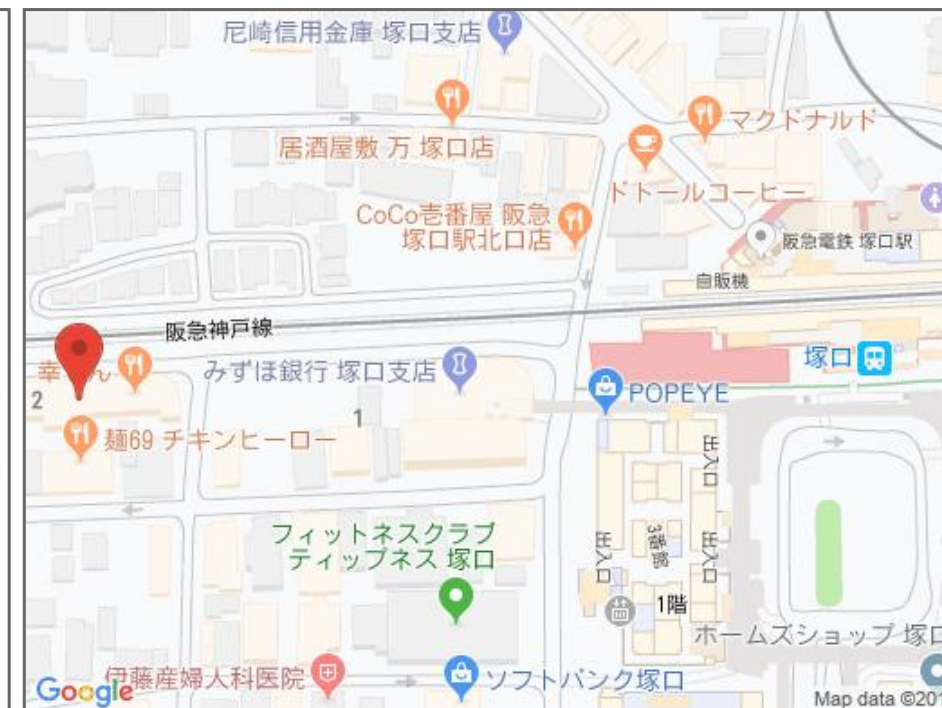 尼崎信用金庫 塚口支店
居酒屋敷 万 塚口店
マクドナルド
ドトールコーヒー
CoCo壱番屋 阪急
塚口駅北口店
阪急電鉄 塚口駅
自販機
阪急神戸線
塚口
みずほ銀行 塚口支店
POPEYE
2
1
麺69 チキンヒーロー
出入口
フィットネスクラブ
ティップネス 塚口
出入口
3番館
出入口
1階
ホームズショップ 塚口
伊藤産婦人科医院
ソフトバンク塚口
Google
Map data ©201